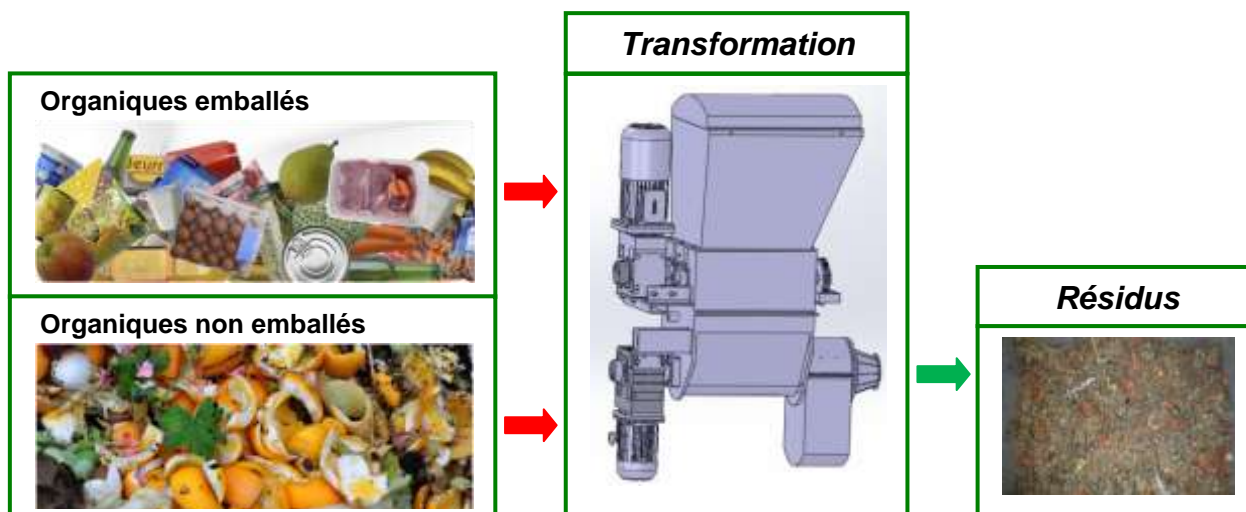 Transformation
Organiques emballés
Organiques non emballés
Résidus